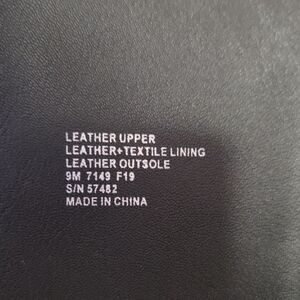 LEATHER UPPER
LEATHER+TEXTILE LINING
LEATHER OUTSOLE
9M 7149 F19
S/N 57482
MADE IN CHINA